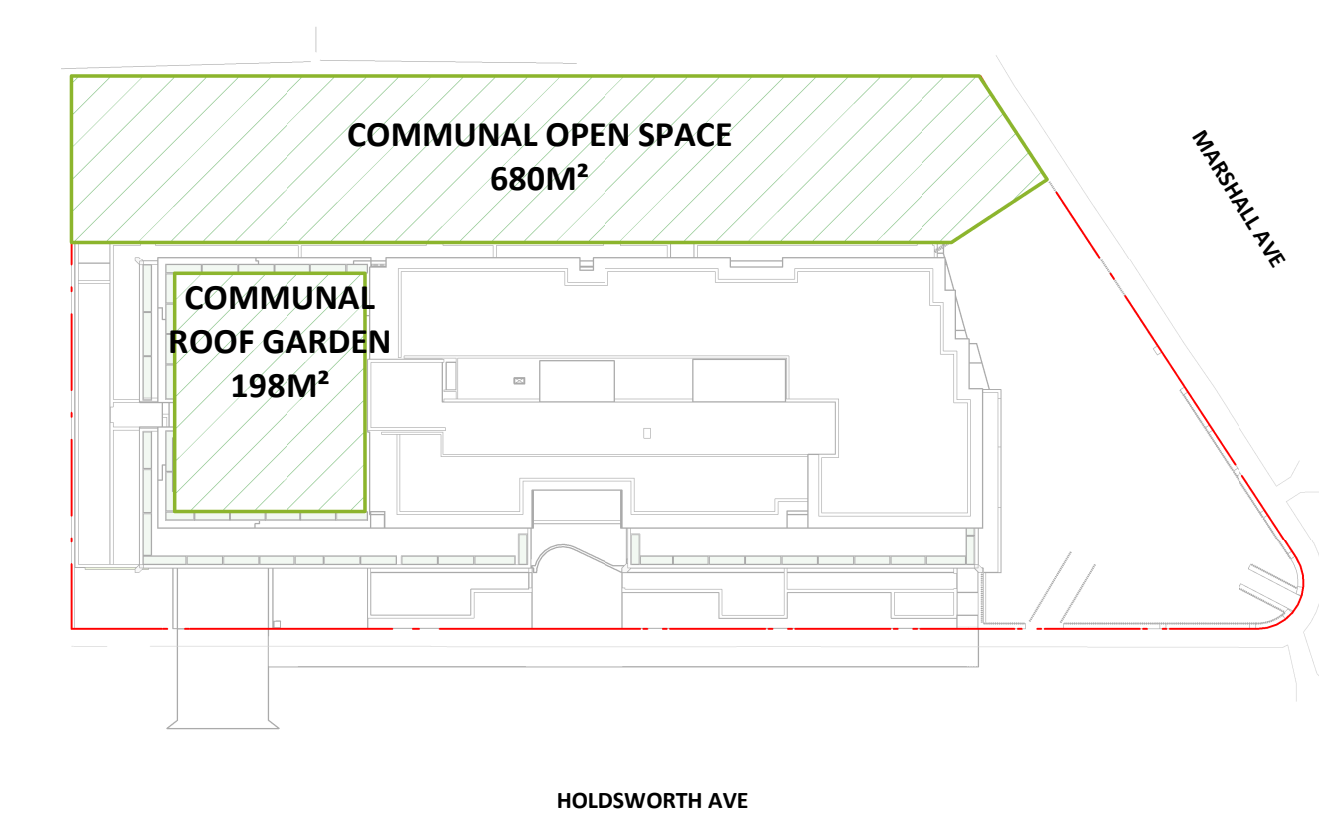 COMMUNAL OPEN SPACE
680M²
MARSHALL AVE
COMMUNAL
ROOF GARDEN
198M²
HOLDSWORTH AVE